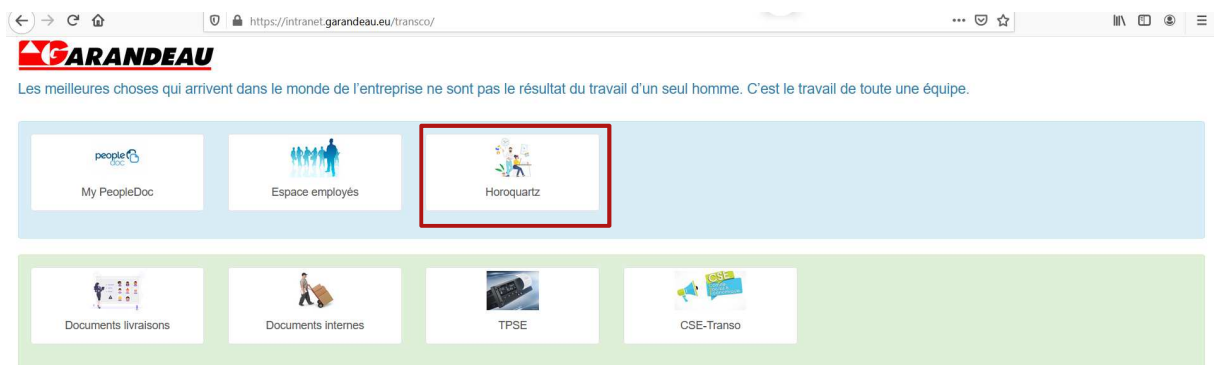 https://intranet.garandeau.eu/transco/
GARANDEAU
Les meilleures choses qui arrivent dans le monde de l'entreprise ne sont pas le résultat du travail d'un seul homme. C'est le travail de toute une équipe.
people doc
My PeopleDoc
Espace employés
Horoquartz
Documents livraisons
Documents internes
TPSE
CSE
CSE-Transo